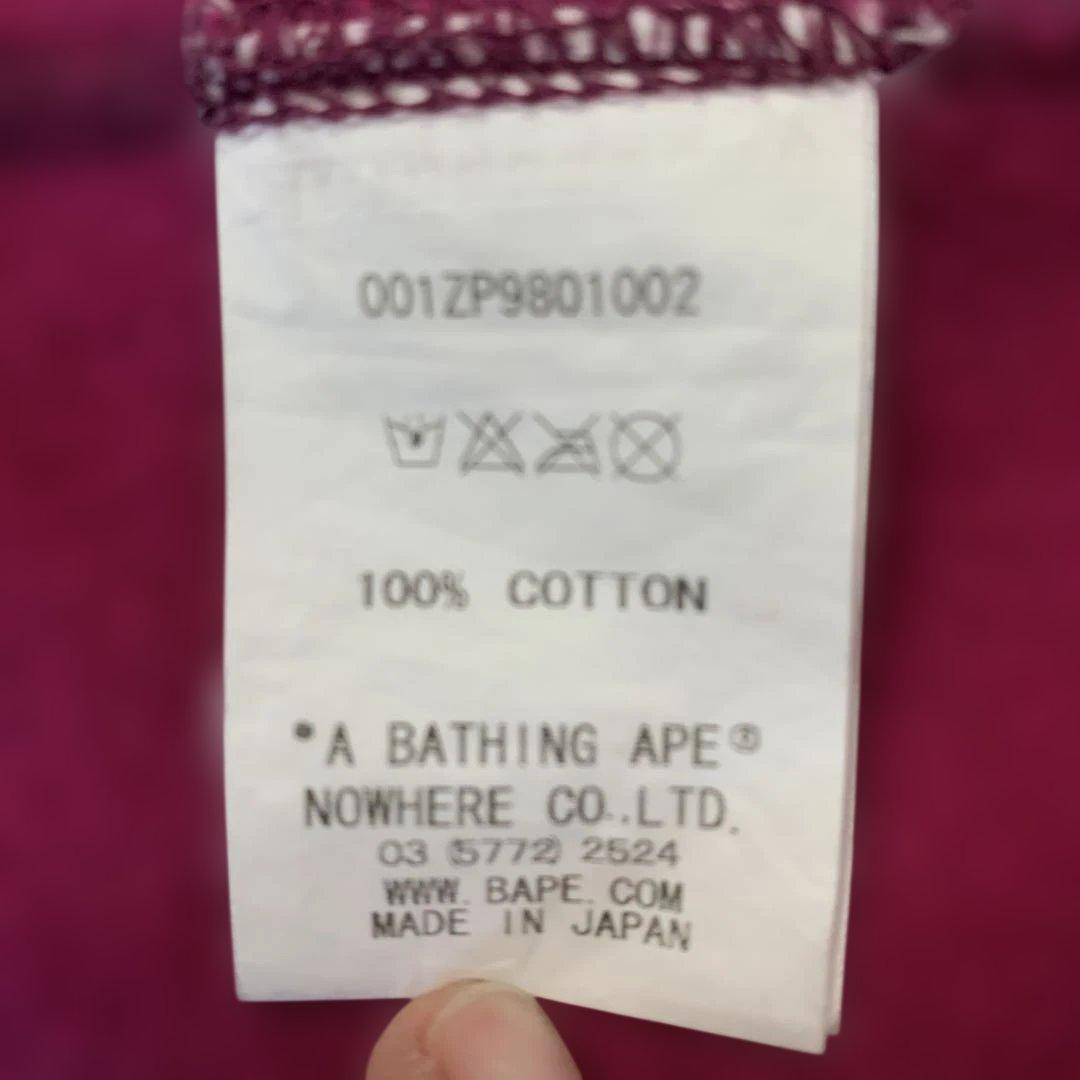 001ZP9801002
100% COTTON
*A BATHING APE®
NOWHERE CO.,LTD.
03 (5772) 2524
WWW. BAPE. COM
MADE IN JAPAN